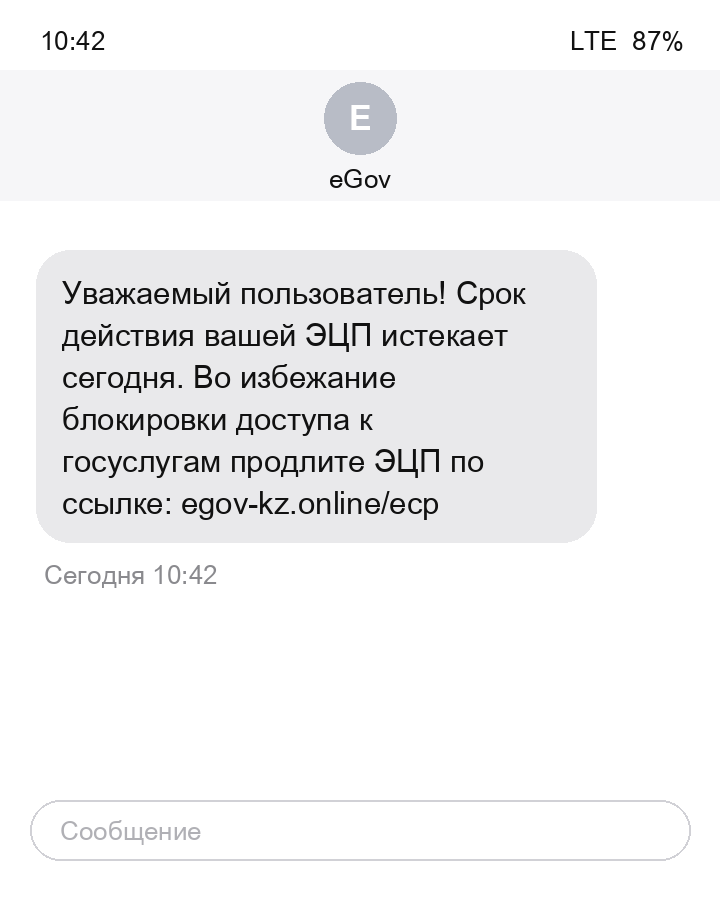 10:42 LTE 87%
E
eGov
Уважаемый пользователь! Срок
действия вашей ЭЦП истекает
сегодня. Во избежание
блокировки доступа к
госуслугам продлите ЭЦП по
ссылке: egov-kz.online/ecp
Сегодня 10:42
Сообщение